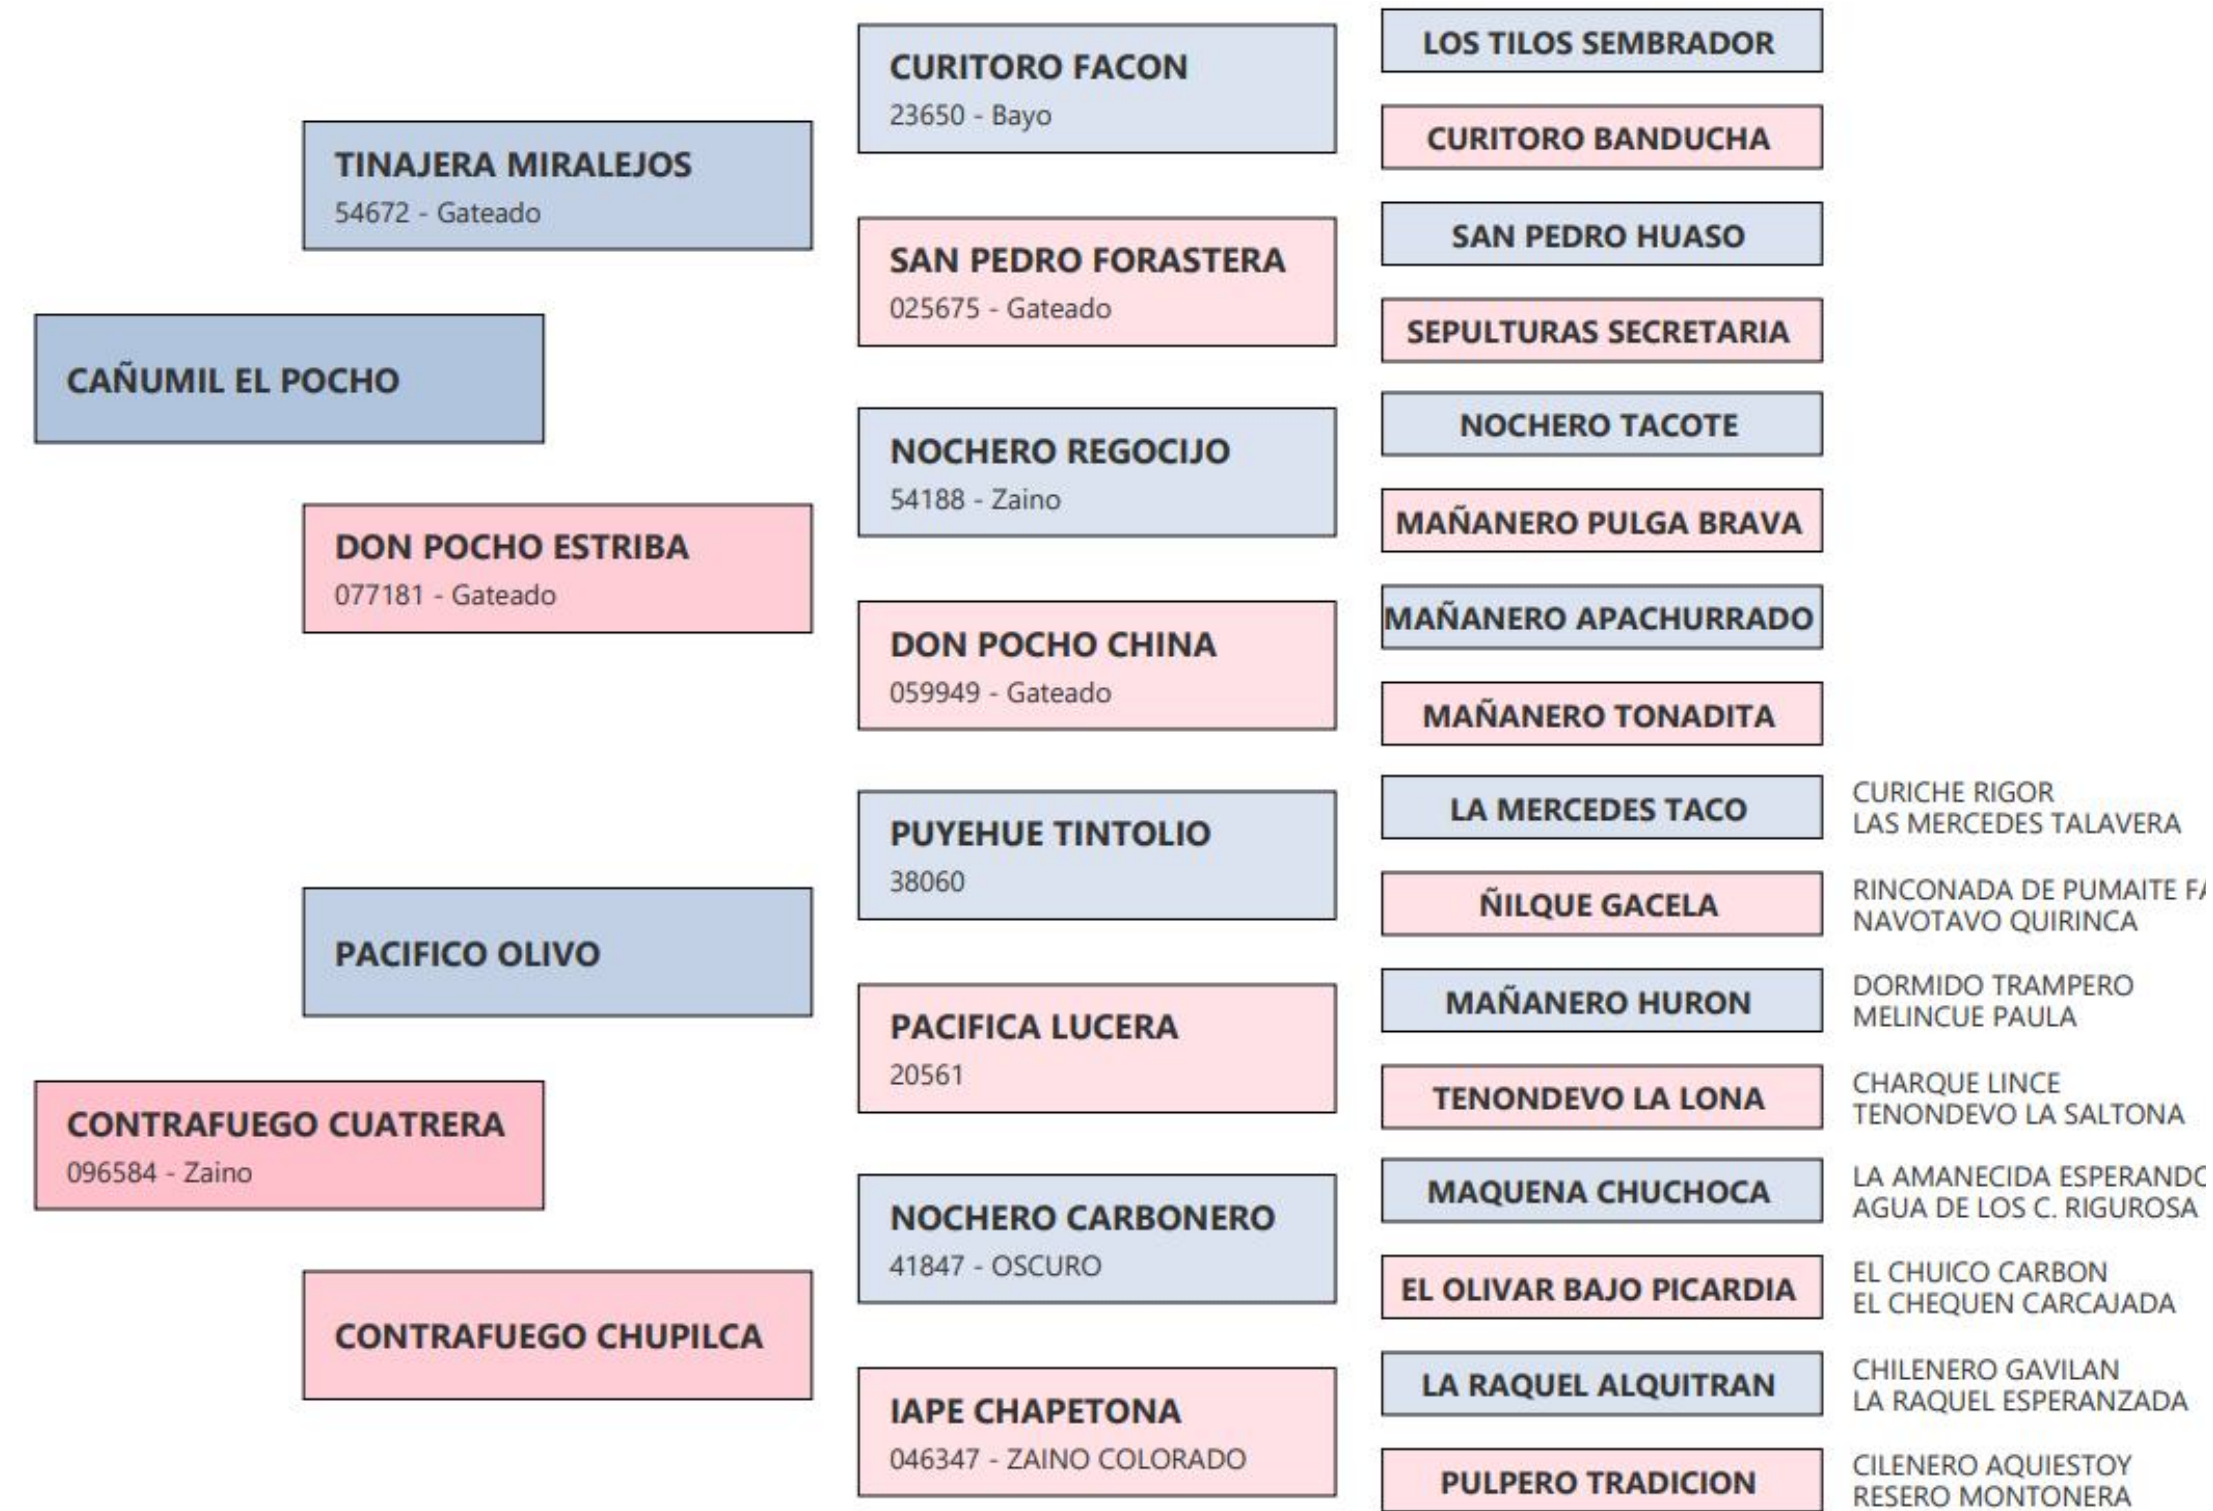 CAÑUMIL EL POCHO
TINAJERA MIRALEJOS
54672 - Gateado
CURITORO FACON
23650 - Bayo
LOS TILOS SEMBRADOR
CURITORO BANDUCHA
SAN PEDRO FORASTERA
025675 - Gateado
SAN PEDRO HUASO
SEPULTURAS SECRETARIA
DON POCHO ESTRIBA
077181 - Gateado
NOCHERO REGOCIJO
54188 - Zaino
NOCHERO TACOTE
MAÑANERO PULGA BRAVA
DON POCHO CHINA
059949 - Gateado
MAÑANERO APACHURRADO
MAÑANERO TONADITA
CONTRAFUEGO CUATRERA
096584 - Zaino
PACIFICO OLIVO
PUYEHUE TINTOLIO
38060
LA MERCEDES TACO
CURICHE RIGOR
LAS MERCEDES TALAVERA
ÑILQUE GACELA
RINCONADA DE PUMAITE
NAVOTAVO QUIRINCA
PACIFICA LUCERA
20561
MAÑANERO HURON
DORMIDO TRAMPERO
MELINCUE PAULA
TENONDEVO LA LONA
CHARQUE LINCE
TENONDEVO LA SALTONA
CONTRAFUEGO CHUPILCA
NOCHERO CARBONERO
41847 - OSCURO
MAQUENA CHUCHOCA
LA AMANECIDA ESPERANDO
AGUA DE LOS C. RIGUROSA
EL OLIVAR BAJO PICARDIA
EL CHUICO CARBON
EL CHEQUEN CARCAJADA
IAPE CHAPETONA
046347 - ZAINO COLORADO
LA RAQUEL ALQUITRAN
CHILENERO GAVILAN
LA RAQUEL ESPERANZADA
PULPERO TRADICION
CILENERO AQUIESTOY
RESERO MONTONERA